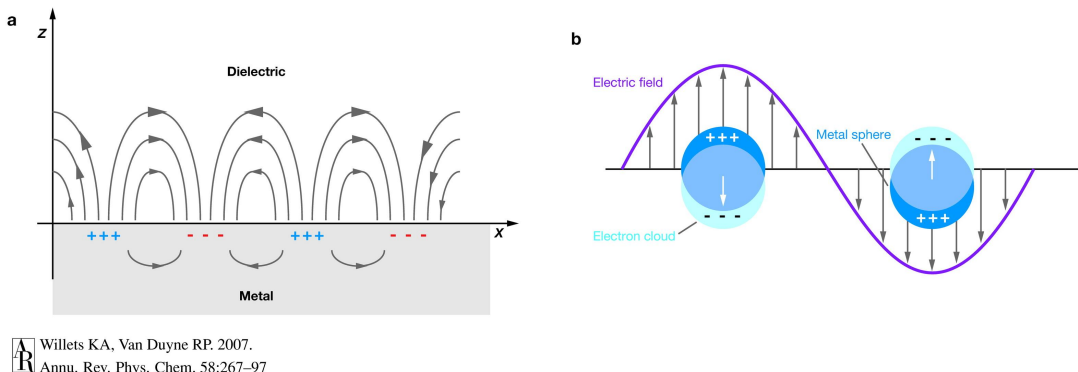 a
z
Dielectric
+++
- - -
+++
- - -
x
Metal
b
Electric field
+++
Metal sphere
- - -
- - -
+++
Electron cloud
AR Willets KA, Van Duyne RP. 2007.
Annu. Rev. Phys. Chem. 58:267–97